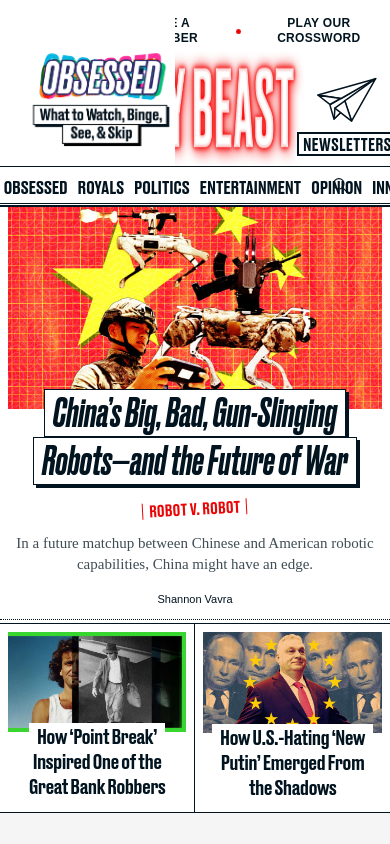 E A
BER
PLAY OUR
CROSSWORD
OBSESSED
What to Watch, Binge,
See, & Skip
Y BEAST
NEWSLETTERS
OBSESSED ROYALS POLITICS ENTERTAINMENT OPINION INN
China's Big, Bad, Gun-Slinging
Robots—and the Future of War
ROBOT V. ROBOT
In a future matchup between Chinese and American robotic
capabilities, China might have an edge.
Shannon Vavra
How ‘Point Break’
Inspired One of the
Great Bank Robbers
How U.S.-Hating ‘New
Putin’ Emerged From
the Shadows